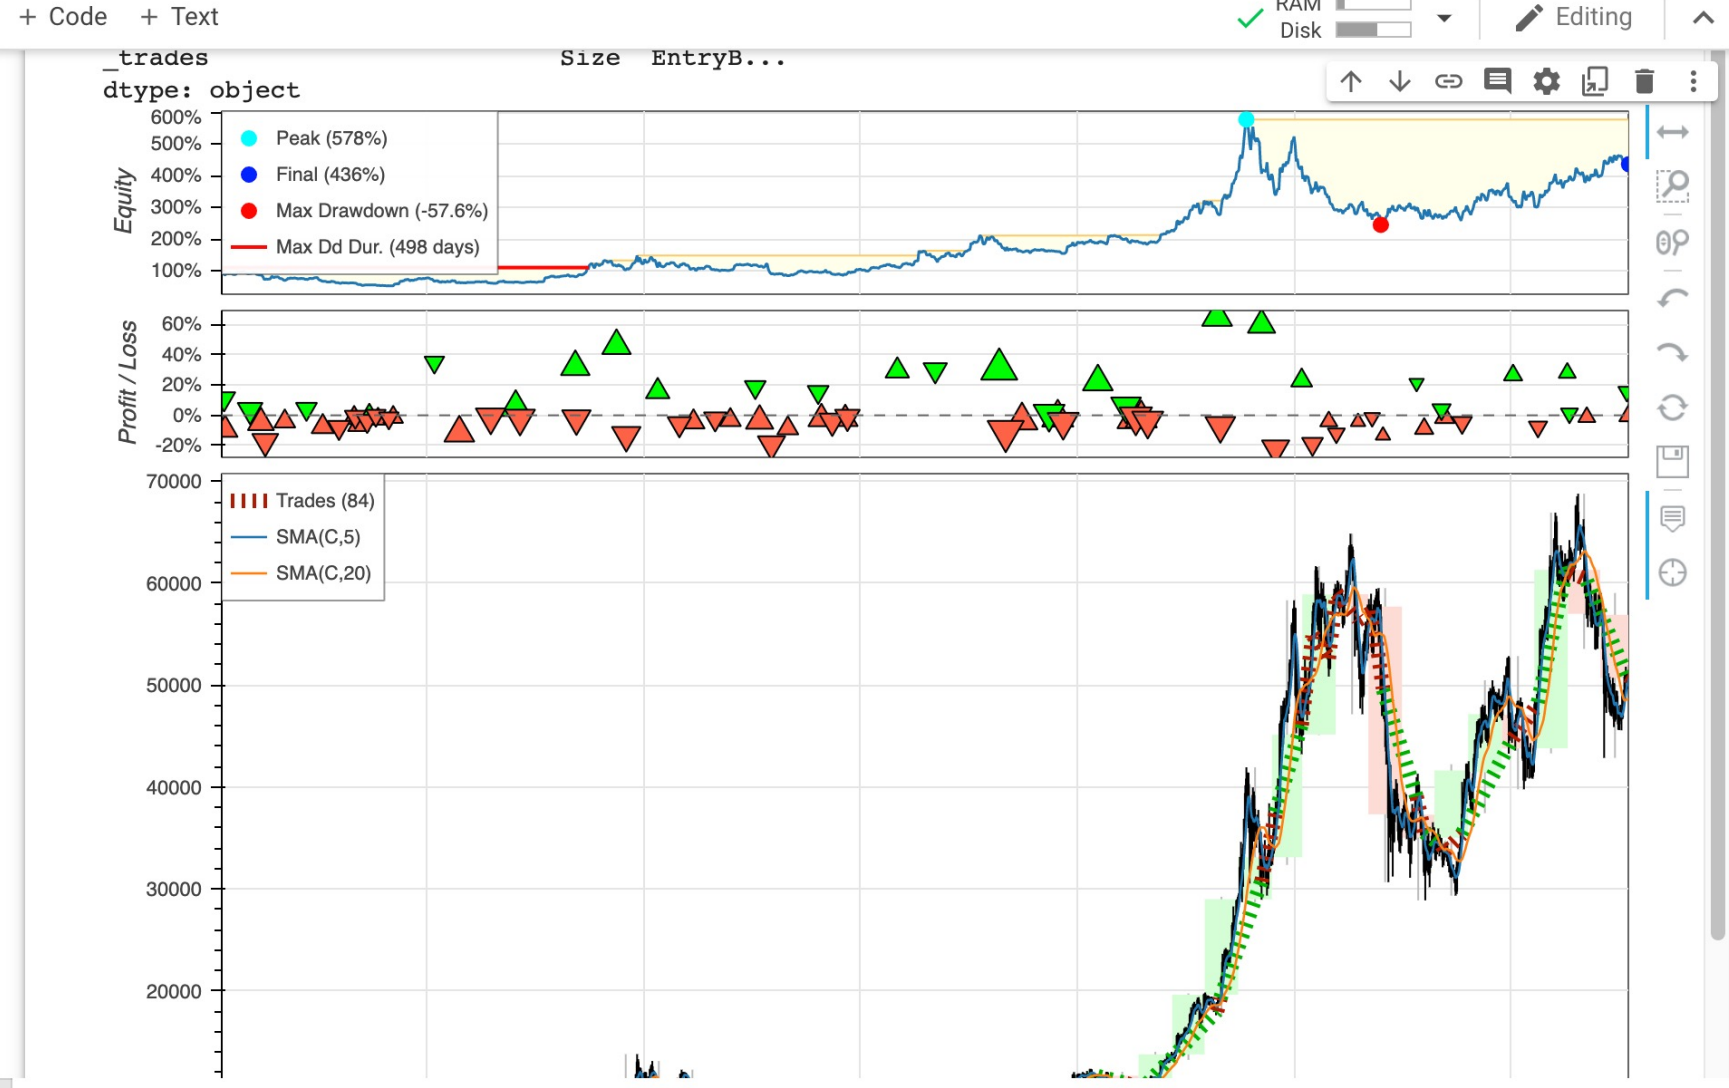 + Code + Text
RAM
Disk
Editing
_trades Size EntryB...
dtype: object
Equity
600%
500%
400%
300%
200%
100%
Peak (578%)
Final (436%)
Max Drawdown (-57.6%)
Max Dd Dur. (498 days)
Profit / Loss
60%
40%
20%
0%
-20%
70000
60000
50000
40000
30000
20000
Trades (84)
SMA(C,5)
SMA(C,20)